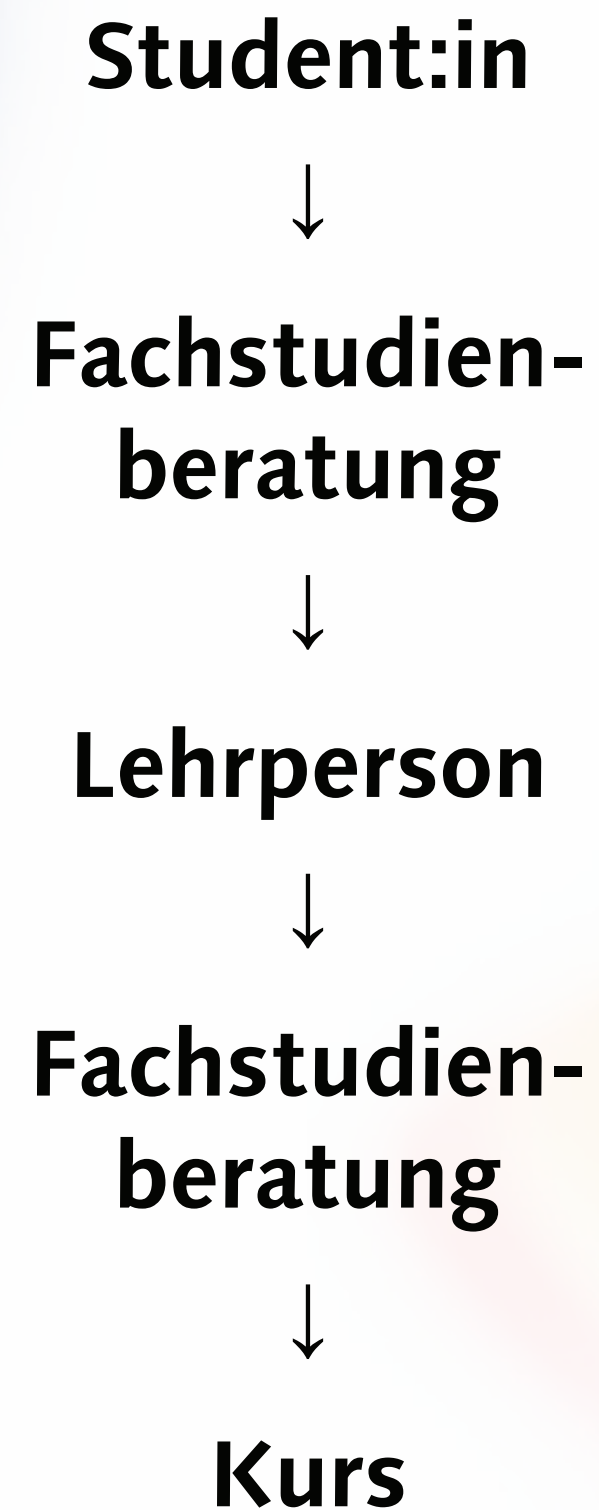 Student:in
↓
Fachstudien-
beratung
↓
Lehrperson
↓
Fachstudien-
beratung
↓
Kurs